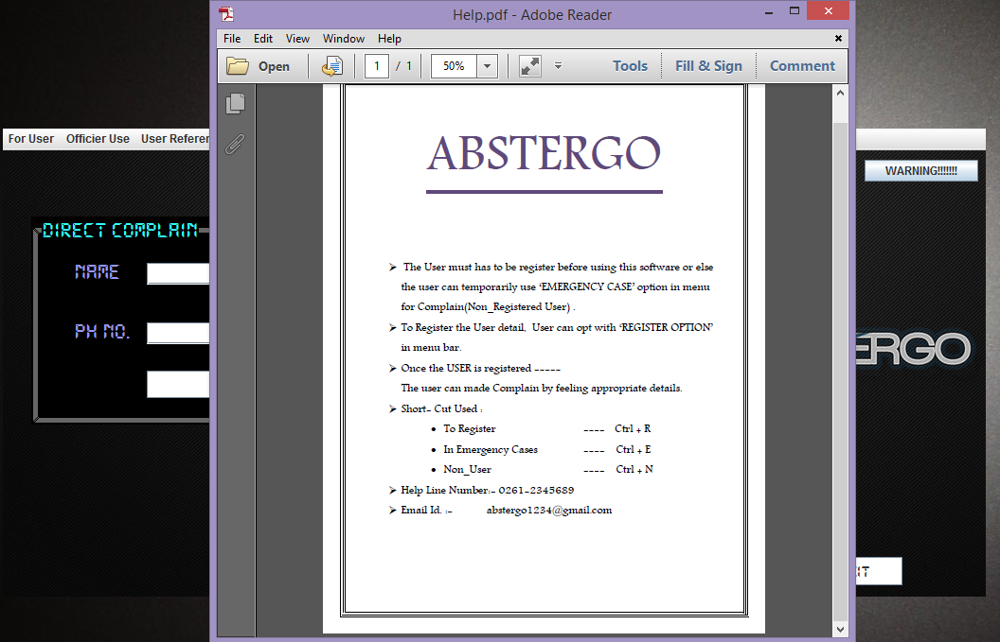 Help.pdf - Adobe Reader
File Edit View Window Help
Open 1 / 1 50% Tools Fill & Sign Comment
For User Officier Use User
WARNING!!!!!!!
DIRECT COMPLAIN
NAME
PH NO.
ABSTERGO
➢ The User must has to be register before using this software or else
the user can temporarily use ‘EMERGENCY CASE’ option in menu
for Complain(Non_Registered User) .
➢ To Register the User detail, User can opt with ‘REGISTER OPTION’
in menu bar.
➢ Once the USER is registered -----
The user can made Complain by feeling appropriate details.
➢ Short- Cut Used :
• To Register ---- Ctrl + R
• In Emergency Cases ---- Ctrl + E
• Non_User ---- Ctrl + N
➢ Help Line Number:- 0261-2345689
➢ Email Id. :- abstergo1234@gmail.com
ERGO
IT